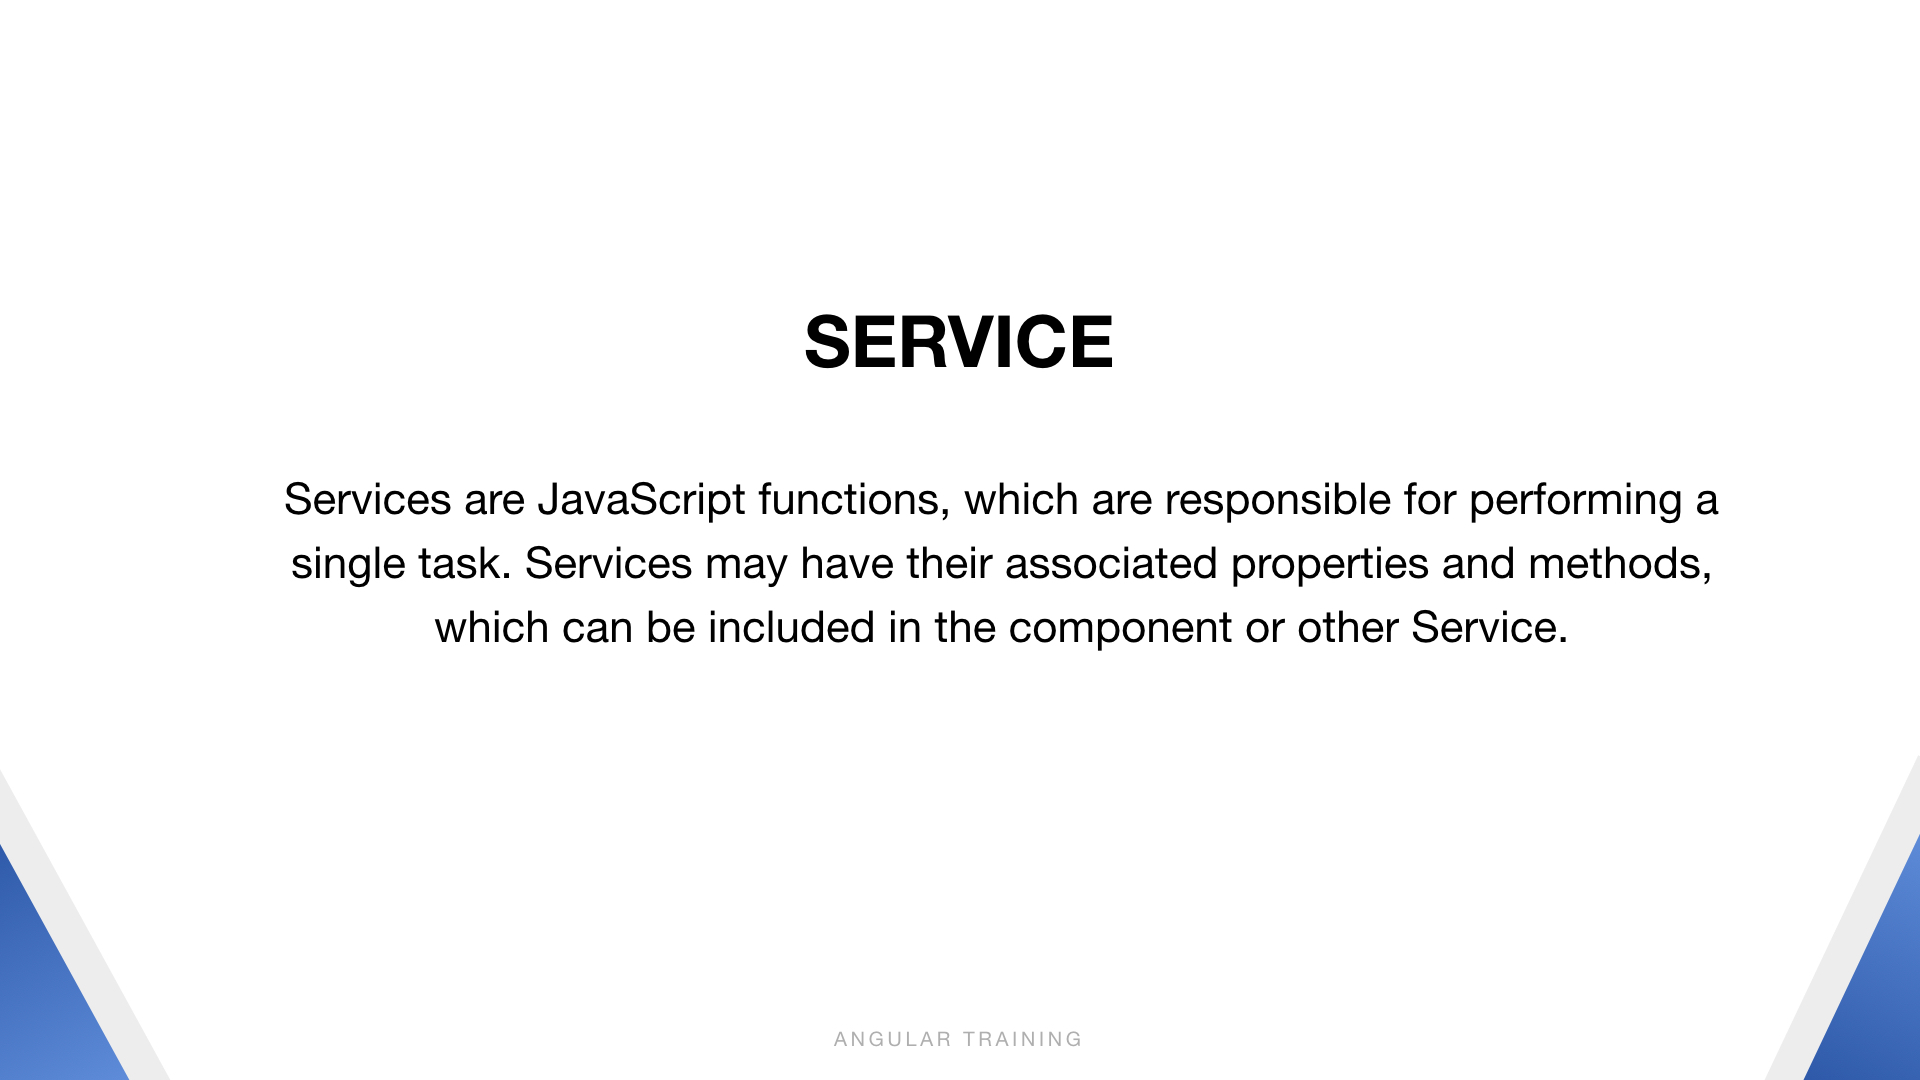 SERVICE
Services are JavaScript functions, which are responsible for performing a
single task. Services may have their associated properties and methods,
which can be included in the component or other Service.
ANGULAR TRAINING